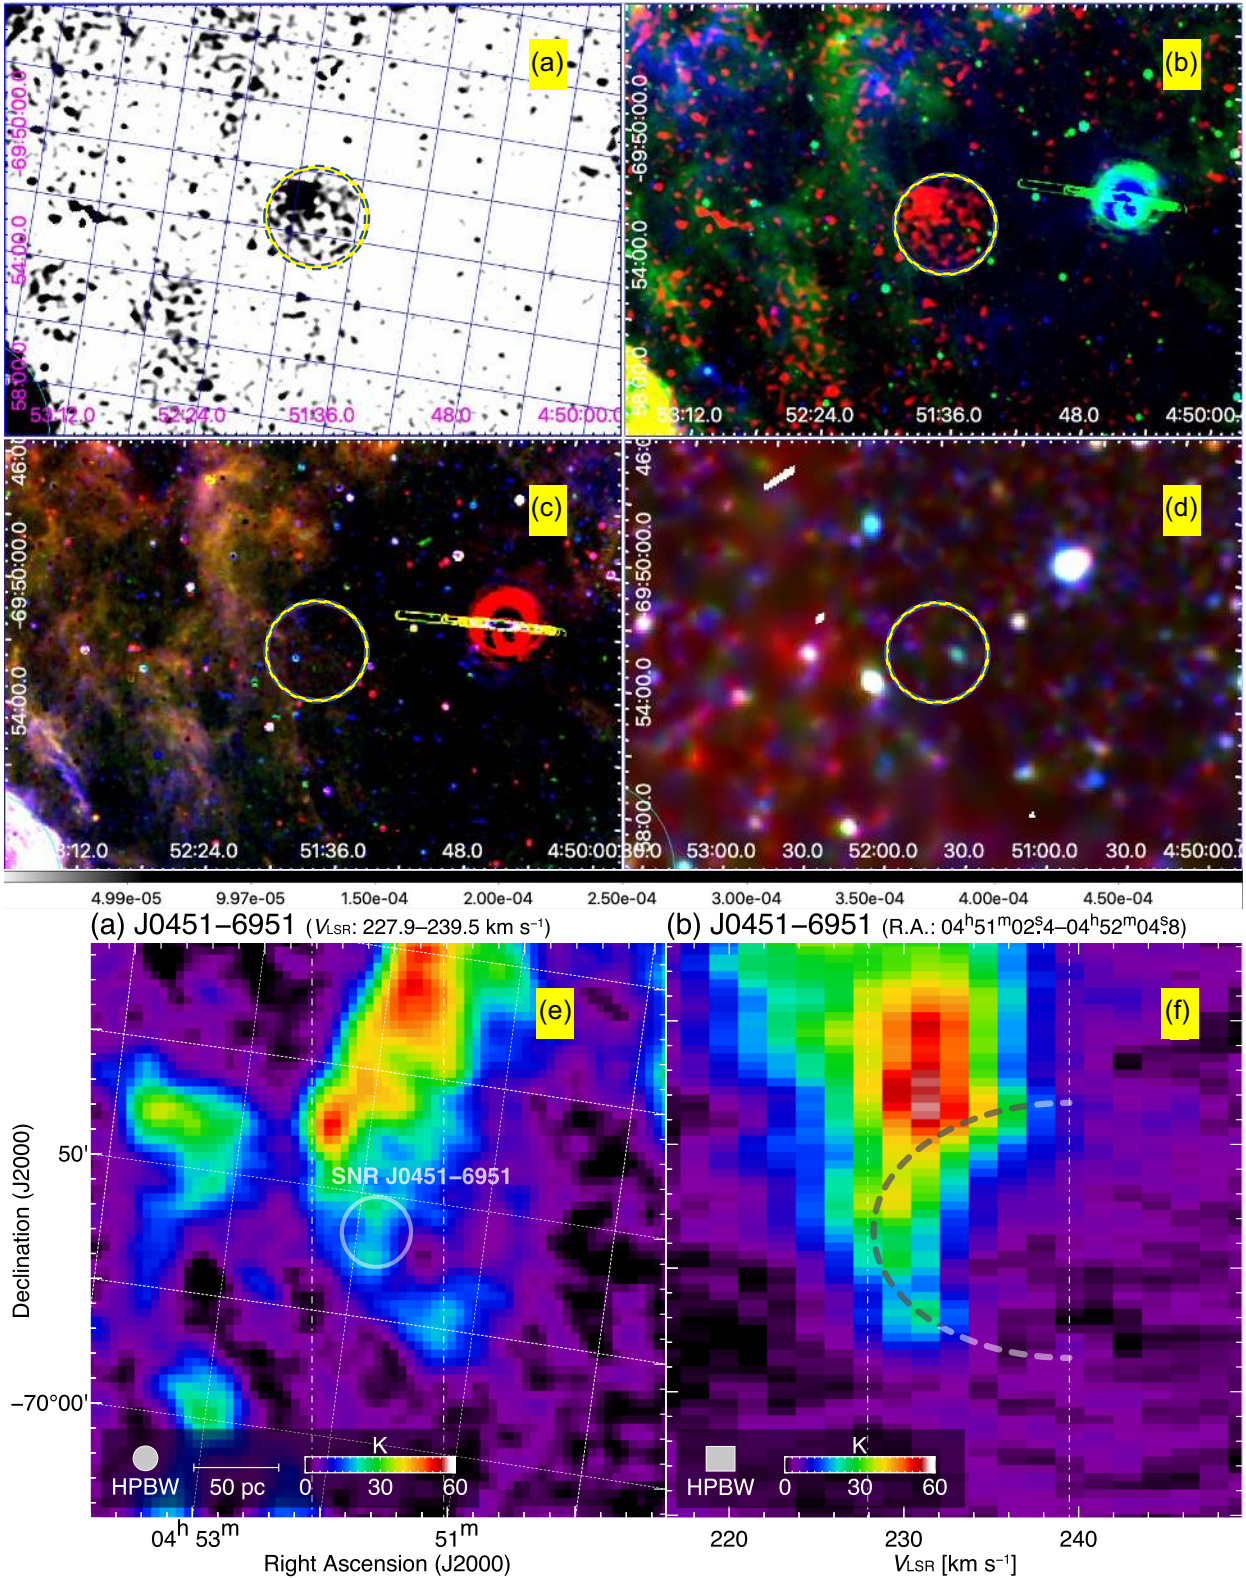 (a)
-69:50:00.0
54:00.0
58:00.0
53:12.0 52:24.0 51:36.0 48.0 4:50:00.0
(b)
-69:50:00.0
54:00.0
58:00.0
53:12.0 52:24.0 51:36.0 48.0 4:50:00.0
(c)
46:0
-69:50:00.0
54:00.0
3:12.0 52:24.0 51:36.0 48.0 4:50:00.0
(d)
46:0
-69:50:00.0
54:00.0
58:00.0
53:00.0 30.0 52:00.0 30.0 51:00.0 30.0 4:50:0
4.99e-05 9.97e-05 1.50e-04 2.00e-04 2.50e-04 3.00e-04 3.50e-04 4.00e-04 4.50e-04
(a) J0451−6951 (VLSR: 227.9–239.5 km s⁻¹)
(e)
SNR J0451−6951
50'
−70°00'
Declination (J2000)
HPBW
50 pc
K
0 30 60
04ʰ 53ᵐ 51ᵐ
Right Ascension (J2000)
(b) J0451−6951 (R.A.: 04ʰ51ᵐ02ˢ.4–04ʰ52ᵐ04ˢ.8)
(f)
HPBW
K
0 30 60
220 230 240
VLSR [km s⁻¹]